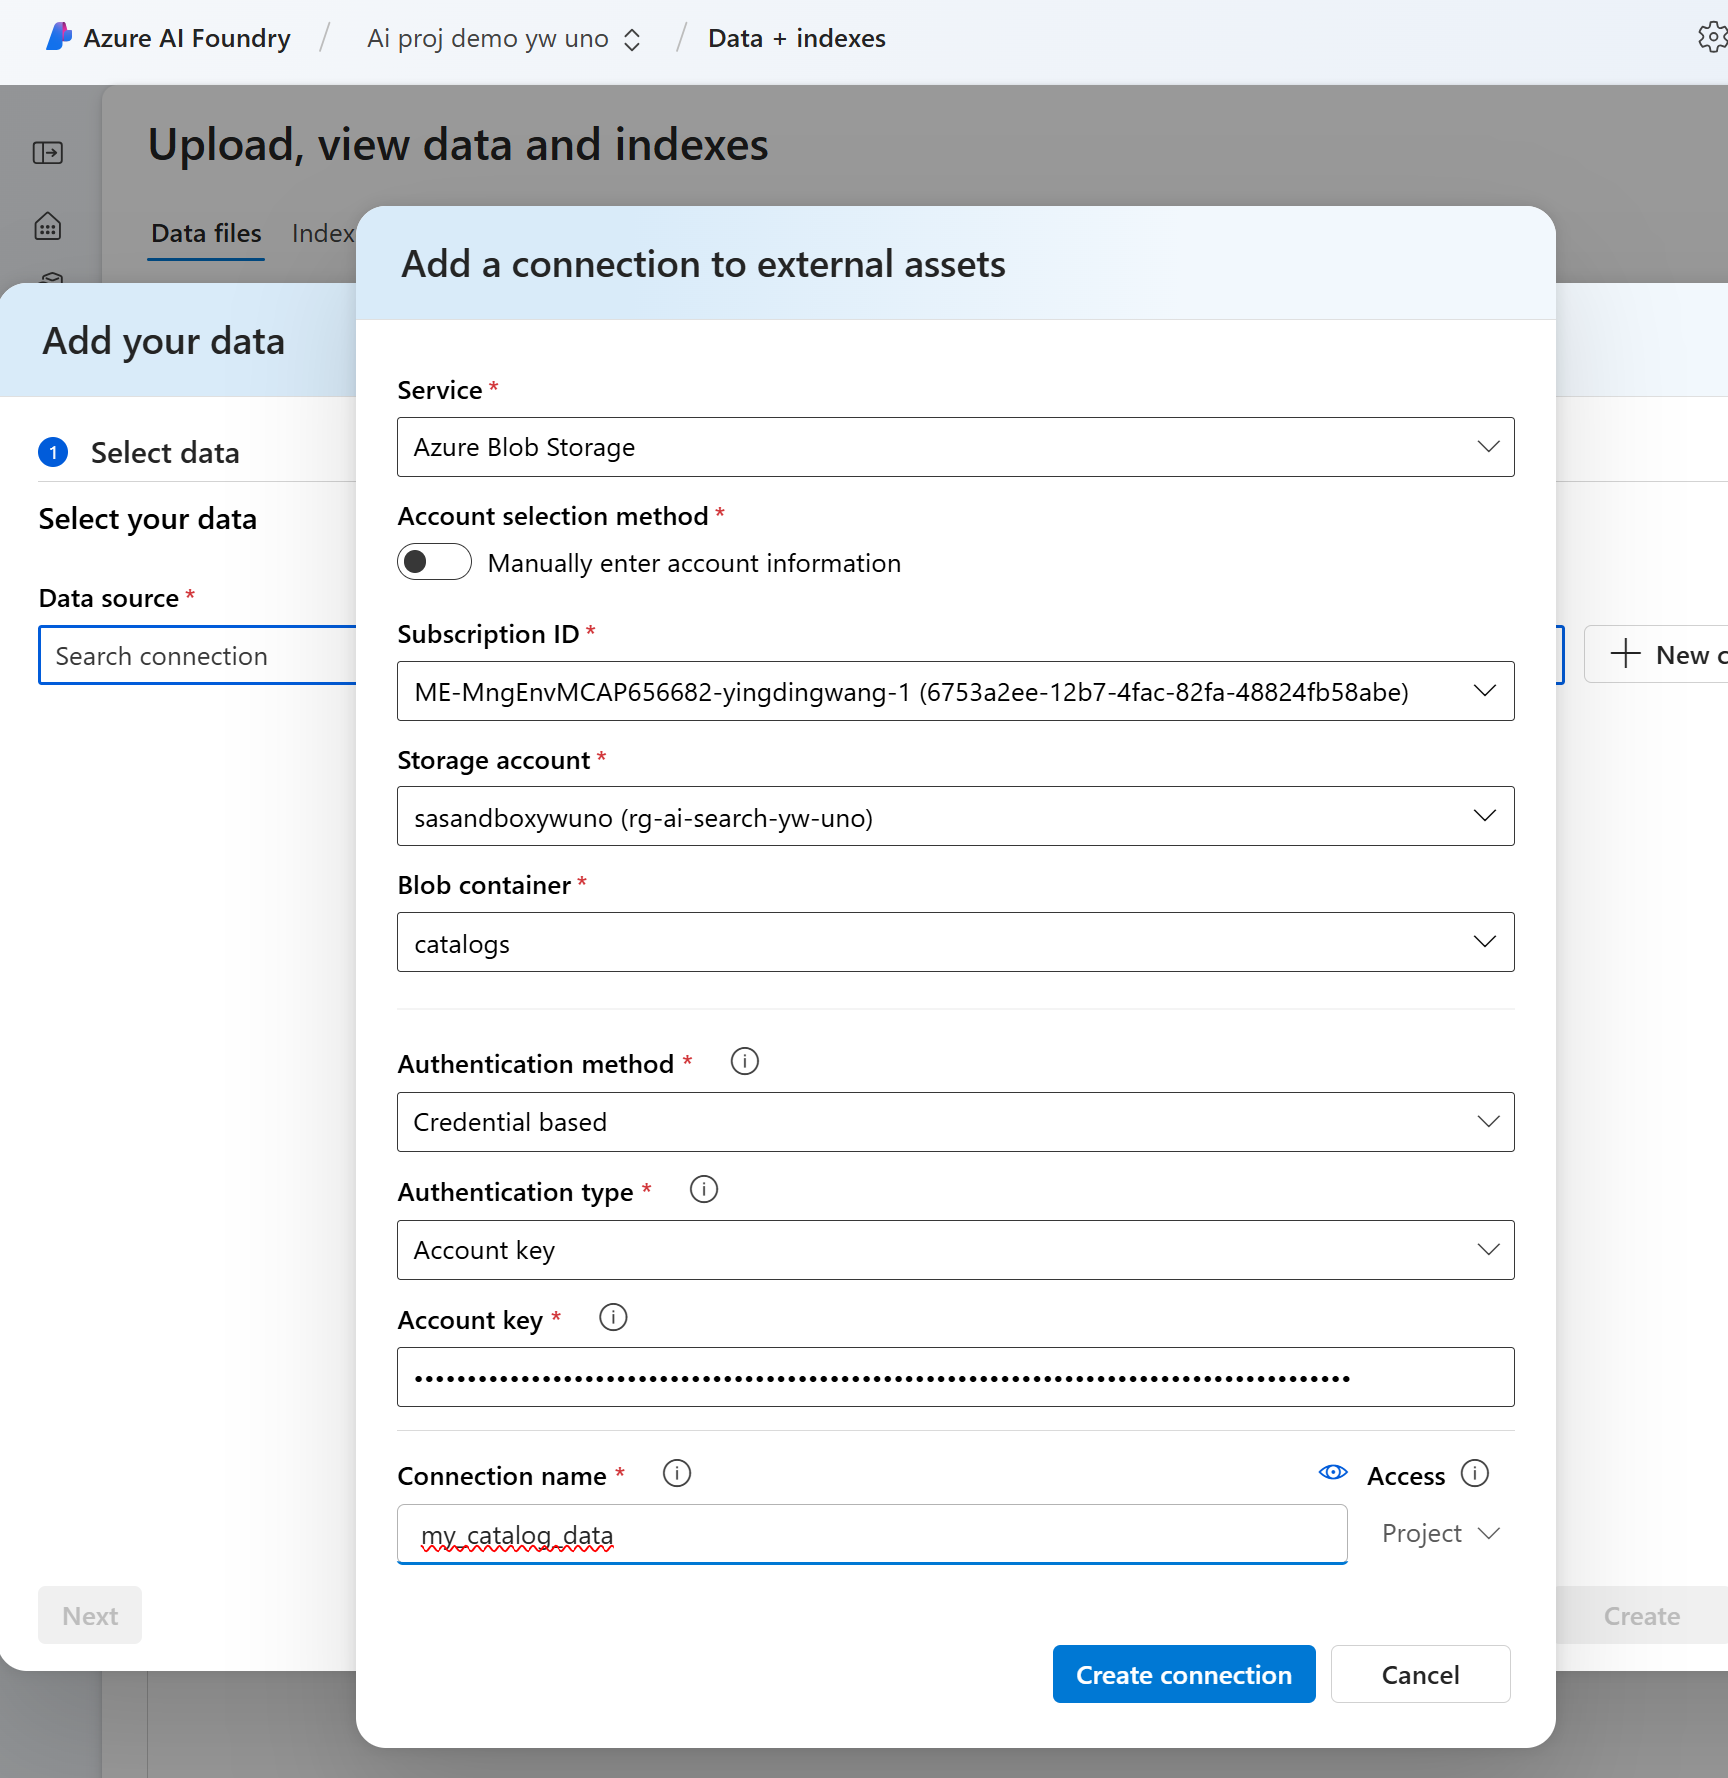 Azure AI Foundry / Ai proj demo yw uno / Data + indexes
Upload, view data and indexes
Data files Index
Add a connection to external assets
Add your data
1 Select data
Select your data
Data source *
Search connection
New c
Service *
Azure Blob Storage
Account selection method *
Manually enter account information
Subscription ID *
ME-MngEnvMCAP656682-yingdingwang-1 (6753a2ee-12b7-4fac-82fa-48824fb58abe)
Storage account *
sasandboxywuno (rg-ai-search-yw-uno)
Blob container *
catalogs
Authentication method *
Credential based
Authentication type *
Account key
Account key *
Connection name *
Access
my_catalog_data
Project
Next
Create
Create connection
Cancel